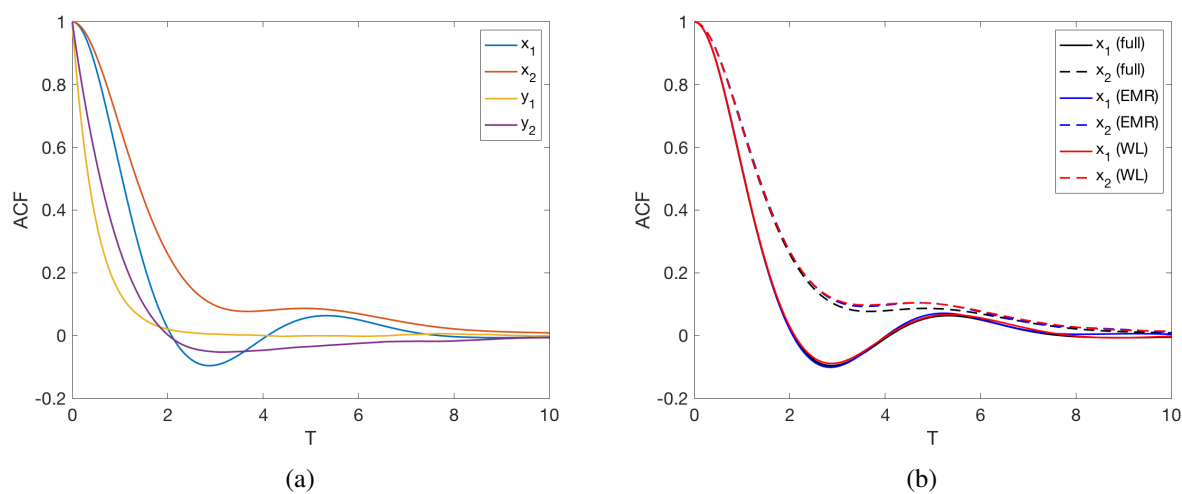 1
0.8
0.6
0.4
0.2
0
-0.2
ACF
0 2 4 6 8 10
T
x1
x2
y1
y2
(a)
1
0.8
0.6
0.4
0.2
0
-0.2
ACF
0 2 4 6 8 10
T
x1 (full)
x2 (full)
x1 (EMR)
x2 (EMR)
x1 (WL)
x2 (WL)
(b)